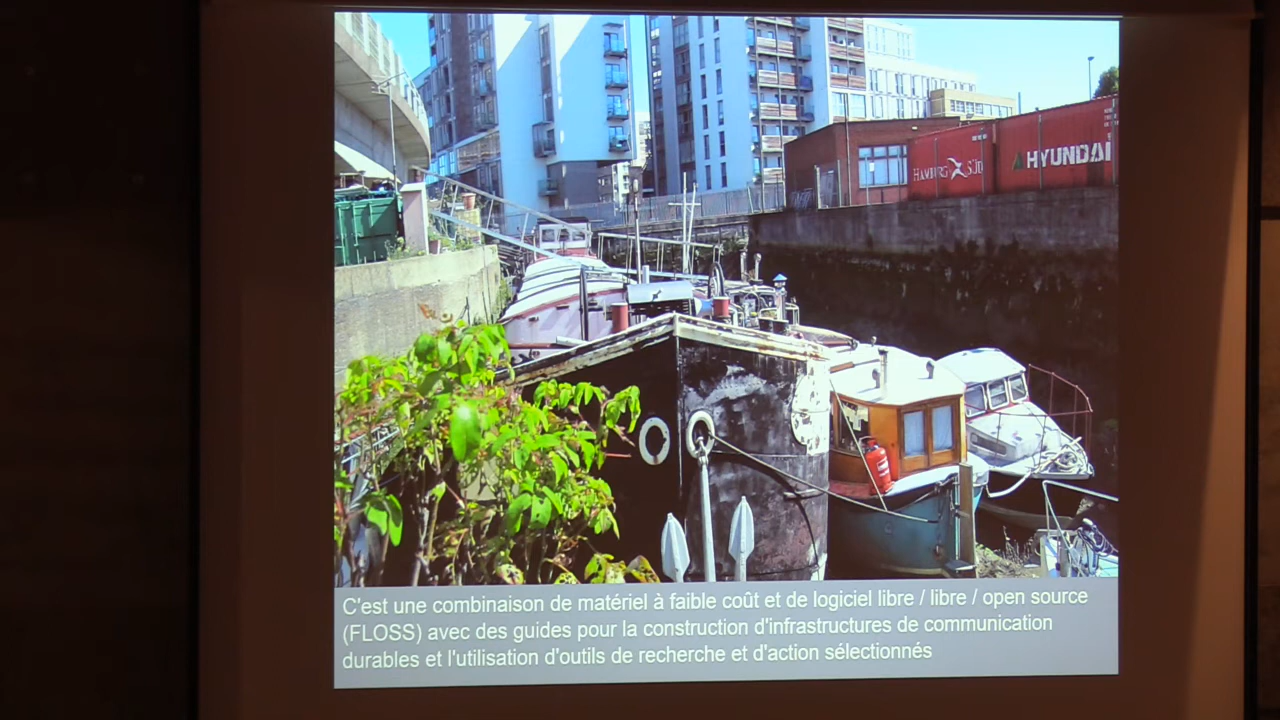 HAMBURG SÜD
HYUNDAI
C'est une combinaison de matériel à faible coût et de logiciel libre / libre / open source
(FLOSS) avec des guides pour la construction d'infrastructures de communication
durables et l'utilisation d'outils de recherche et d'action sélectionnés